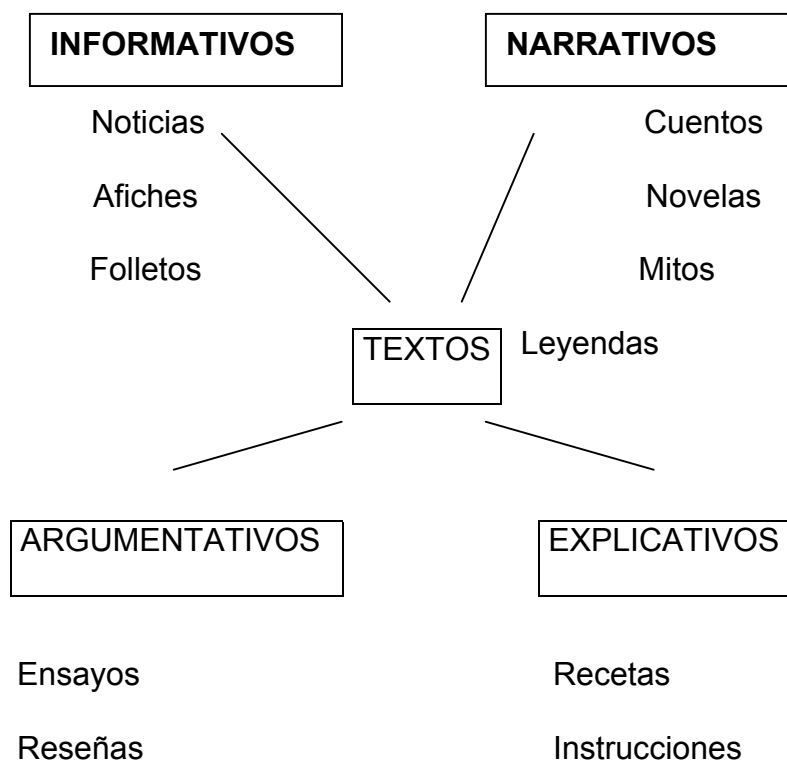 INFORMATIVOS
Noticias
Afiches
Folletos
NARRATIVOS
Cuentos
Novelas
Mitos
Leyendas
TEXTOS
ARGUMENTATIVOS
Ensayos
Reseñas
EXPLICATIVOS
Recetas
Instrucciones